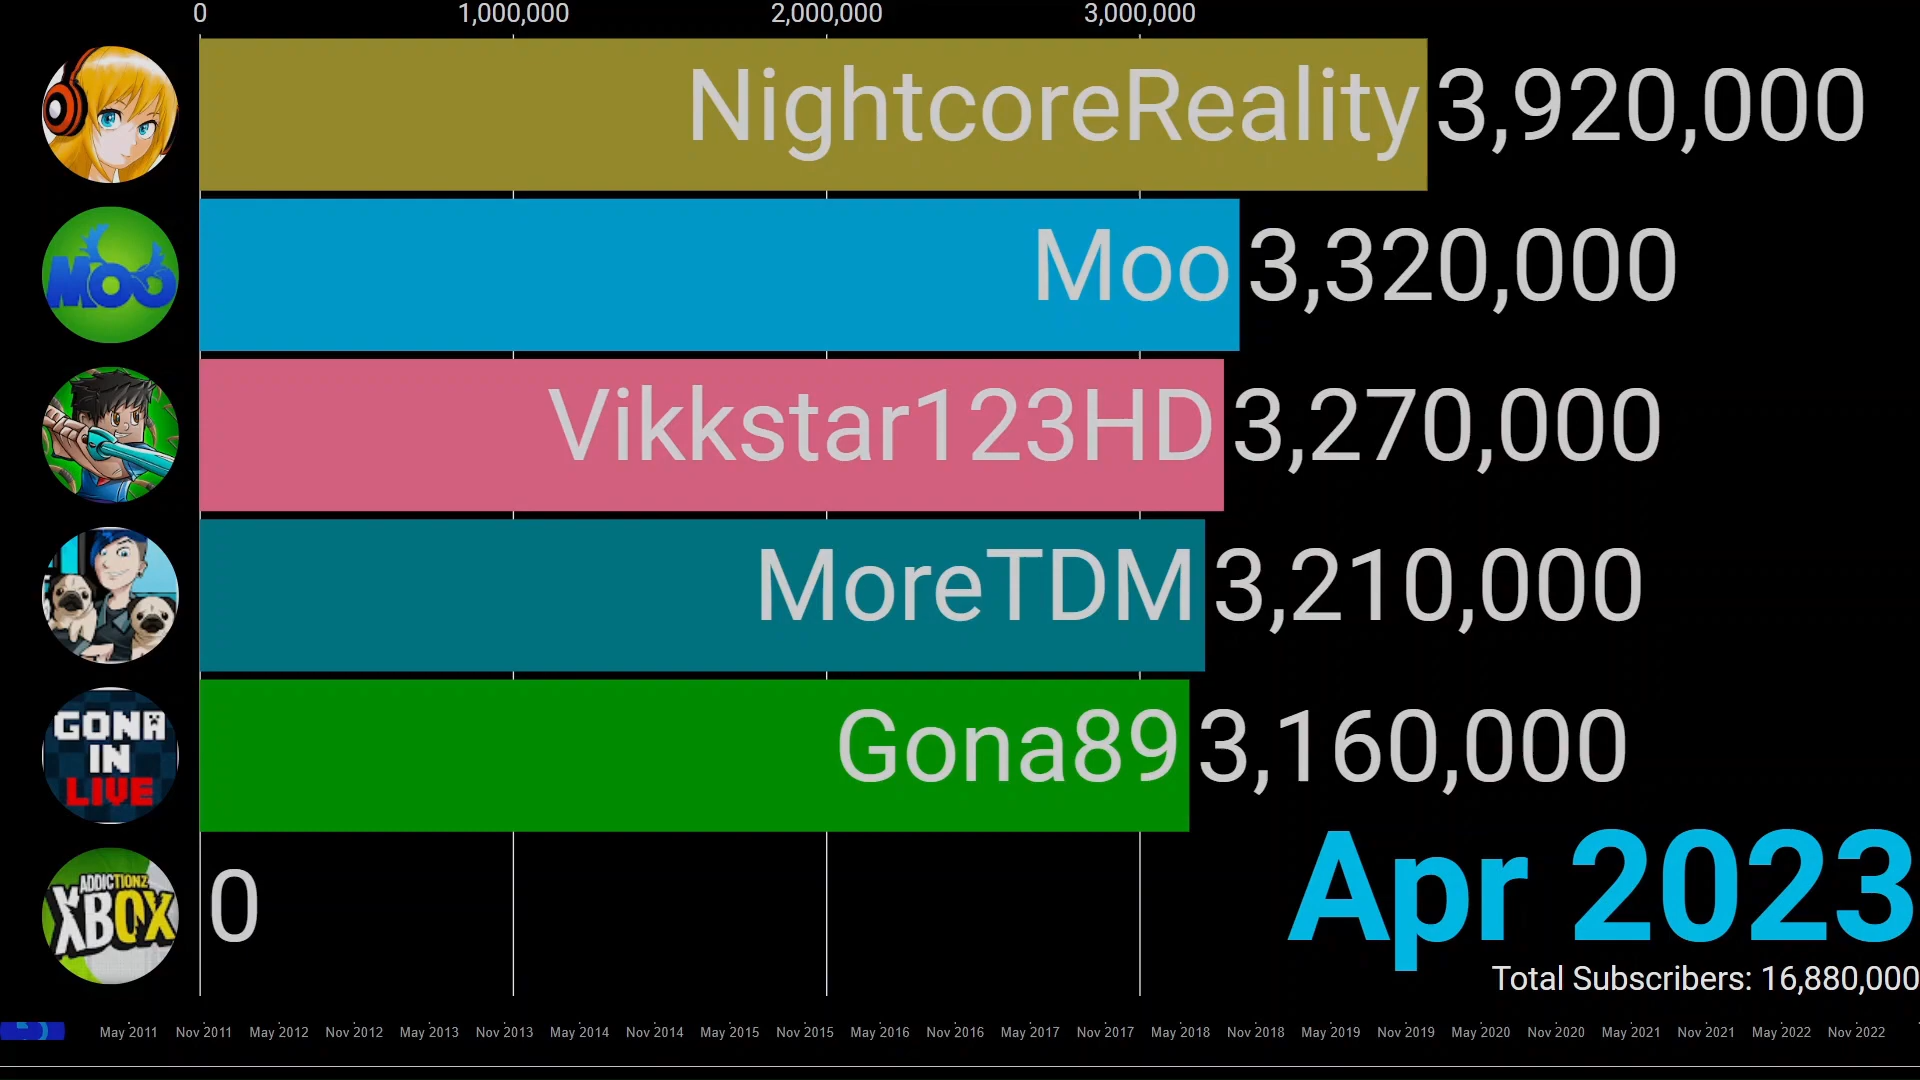 0 1,000,000 2,000,000 3,000,000
NightcoreReality 3,920,000
MOO
Moo 3,320,000
Vikkstar123HD 3,270,000
MoreTDM 3,210,000
GONA
IN
LIVE
Gona89 3,160,000
ADDICTIONZ
XBOX
0
Apr 2023
Total Subscribers: 16,880,000
May 2011 Nov 2011 May 2012 Nov 2012 May 2013 Nov 2013 May 2014 Nov 2014 May 2015 Nov 2015 May 2016 Nov 2016 May 2017 Nov 2017 May 2018 Nov 2018 May 2019 Nov 2019 May 2020 Nov 2020 May 2021 Nov 2021 May 2022 Nov 2022